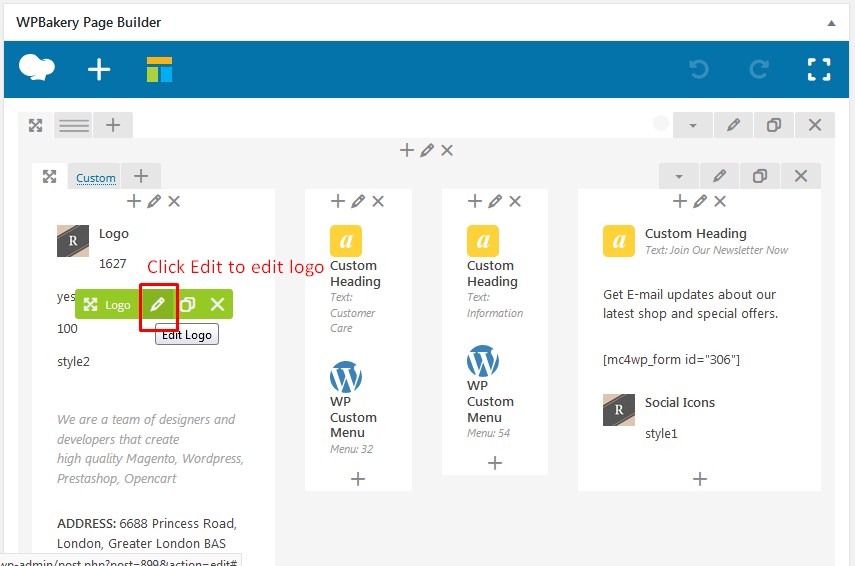 WPBakery Page Builder
Custom
Logo
1627
Click Edit to edit logo
yes
Logo
100
Edit Logo
style2
We are a team of designers and
developers that create
high quality Magento, Wordpress,
Prestashop, Opencart
ADDRESS: 6688 Princess Road,
London, Greater London BAS
a
Custom
Heading
Text:
Customer
Care
WP
Custom
Menu
Menu: 32
a
Custom
Heading
Text:
Information
WP
Custom
Menu
Menu: 54
a
Custom Heading
Text: Join Our Newsletter Now
Get E-mail updates about our
latest shop and special offers.
[mc4wp_form id="306"]
R
Social Icons
style1
R
wp-admin/post.php?post=899&action=edit#